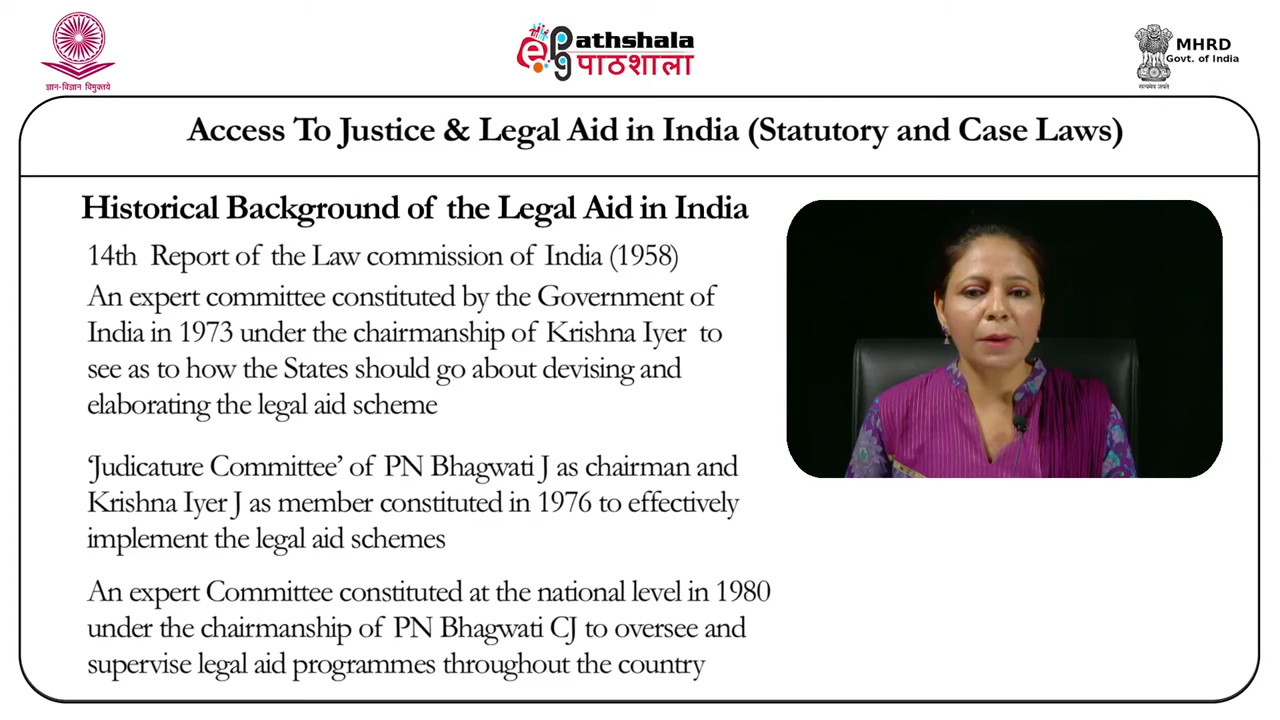 ज्ञान-विज्ञान विमुक्तये
epg Pathshala
पाठशाला
MHRD
Govt. of India
सत्यमेव जयते
Access To Justice & Legal Aid in India (Statutory and Case Laws)
Historical Background of the Legal Aid in India
14th Report of the Law commission of India (1958)
An expert committee constituted by the Government of
India in 1973 under the chairmanship of Krishna Iyer to
see as to how the States should go about devising and
elaborating the legal aid scheme
‘Judicature Committee’ of PN Bhagwati J as chairman and
Krishna Iyer J as member constituted in 1976 to effectively
implement the legal aid schemes
An expert Committee constituted at the national level in 1980
under the chairmanship of PN Bhagwati CJ to oversee and
supervise legal aid programmes throughout the country